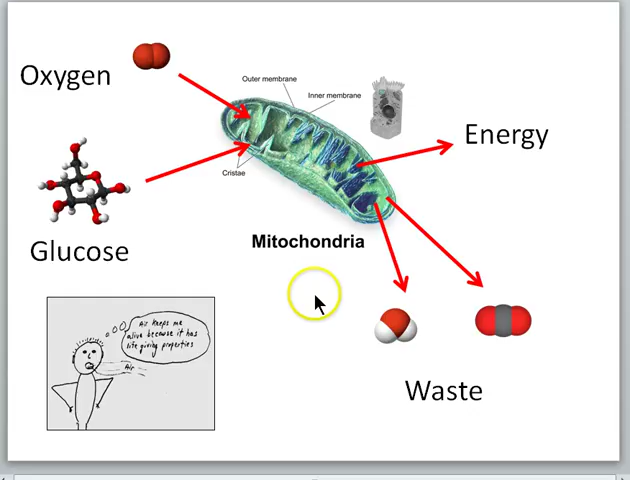 Oxygen
Outer membrane
Inner membrane
Energy
Cristae
Glucose
Mitochondria
Air keeps me
alive because it has
life giving properties
Air
Waste